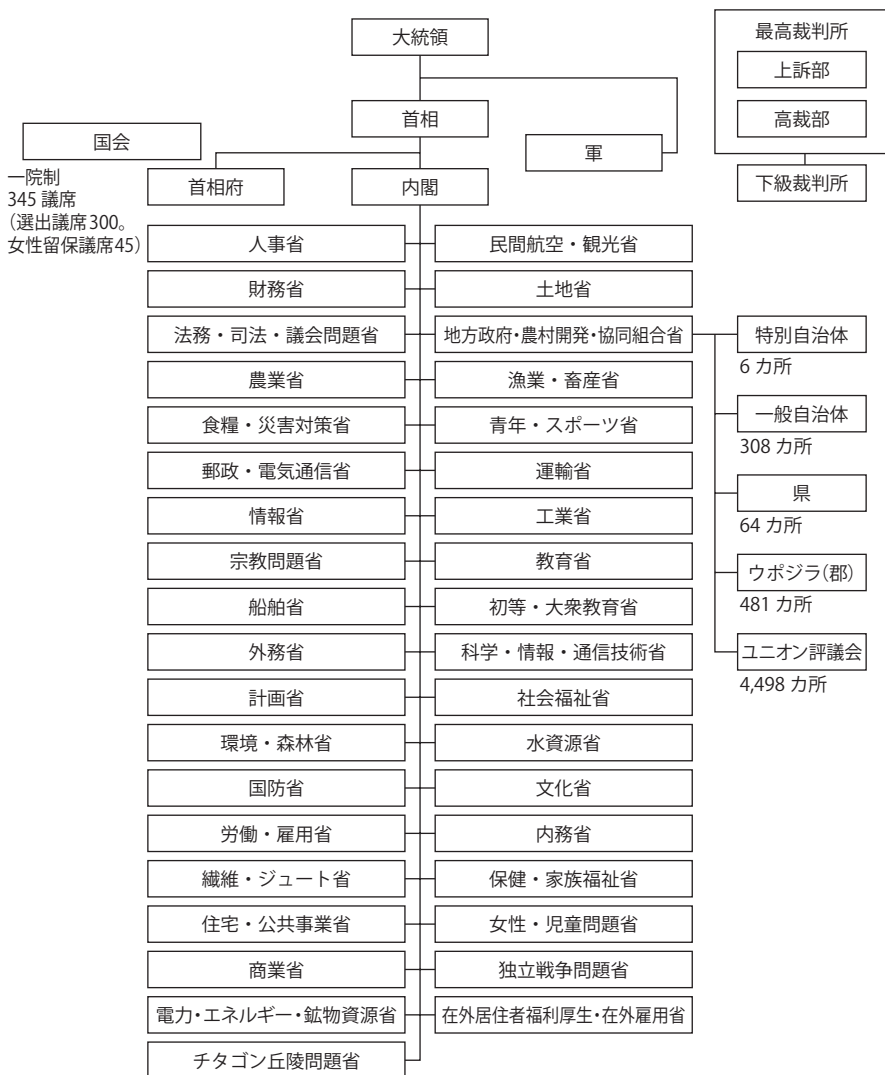 大統領
首相
軍
最高裁判所
上訴部
高裁部
下級裁判所
国会
一院制
345 議席
(選出議席300。
女性留保議席45)
首相府
内閣
人事省
民間航空・観光省
財務省
土地省
法務・司法・議会問題省
地方政府・農村開発・協同組合省
農業省
漁業・畜産省
食糧・災害対策省
青年・スポーツ省
郵政・電気通信省
運輸省
情報省
工業省
宗教問題省
教育省
船舶省
初等・大衆教育省
外務省
科学・情報・通信技術省
計画省
社会福祉省
環境・森林省
水資源省
国防省
文化省
労働・雇用省
内務省
繊維・ジュート省
保健・家族福祉省
住宅・公共事業省
女性・児童問題省
商業省
独立戦争問題省
電力・エネルギー・鉱物資源省
在外居住者福利厚生・在外雇用省
チタゴン丘陵問題省
特別自治体
6 カ所
一般自治体
308 カ所
県
64 カ所
ウポジラ(郡)
481 カ所
ユニオン評議会
4,498 カ所